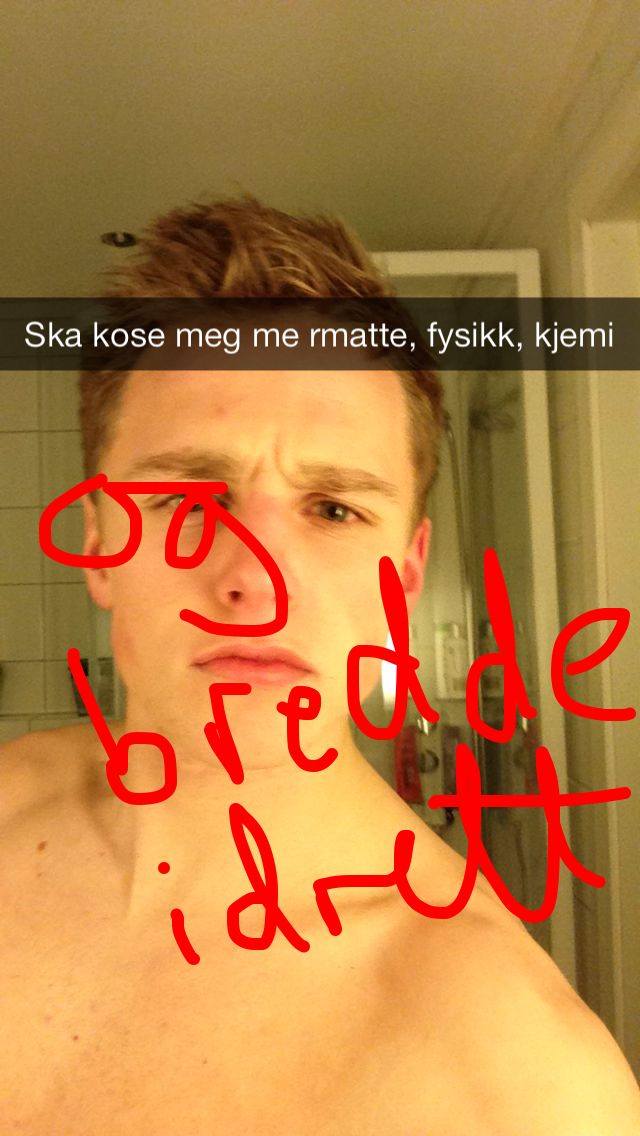 Ska kose meg me rmatte, fysikk, kjemi
og
bredde
idrett